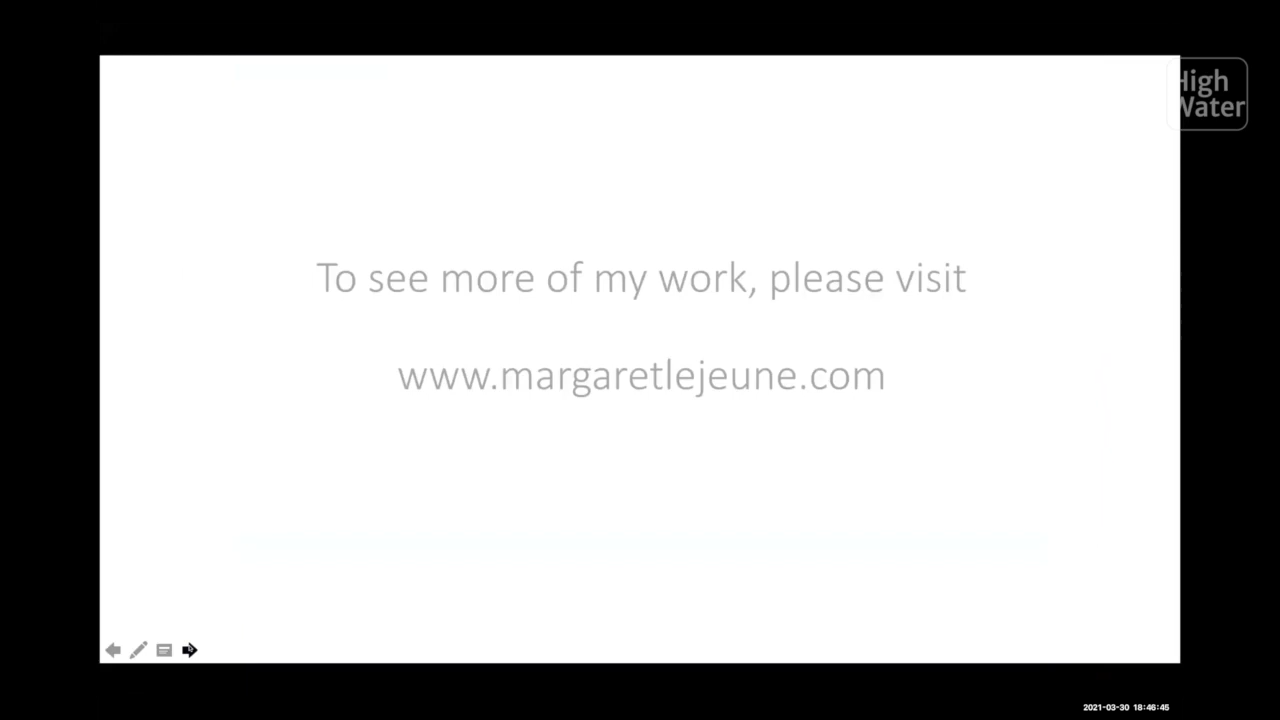 High
Water
To see more of my work, please visit
www.margaretlejeune.com
2021-03-30 18:46:45